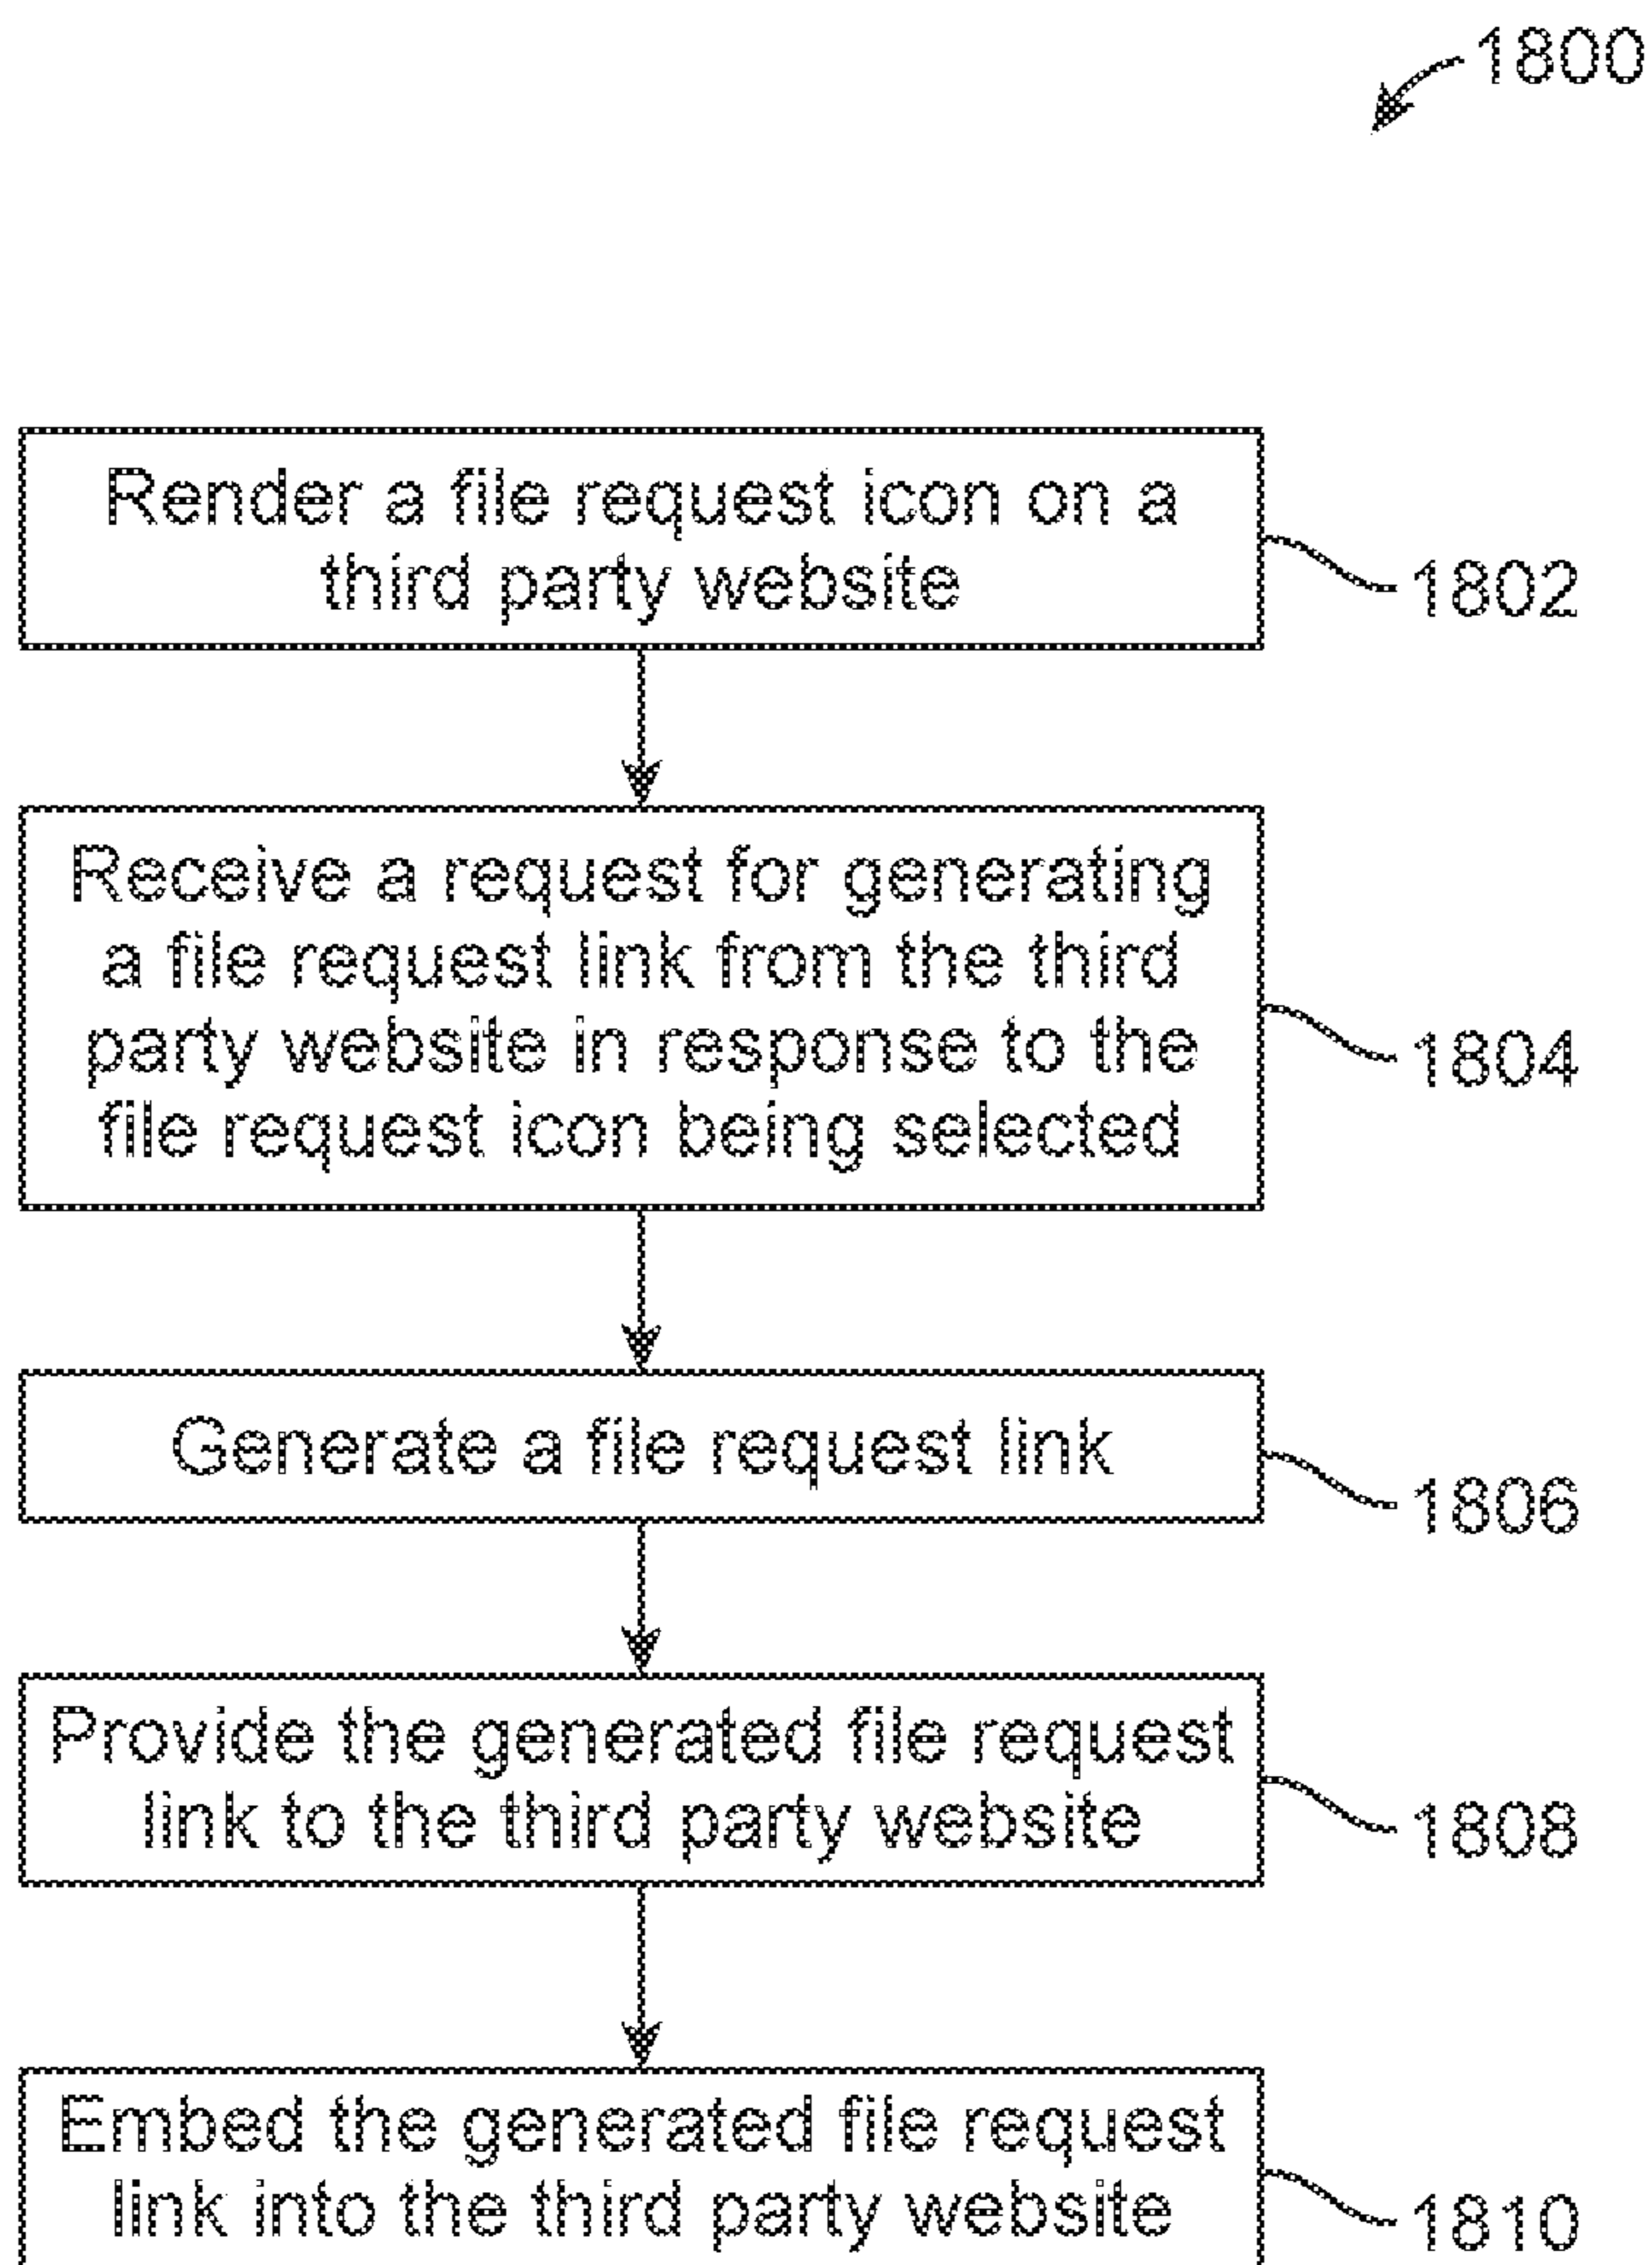 1800
Render a file request icon on a
third party website
1802
Receive a request for generating
a file request link from the third
party website in response to the
file request icon being selected
1804
Generate a file request link
1806
Provide the generated file request
link to the third party website
1808
Embed the generated file request
link into the third party website
1810